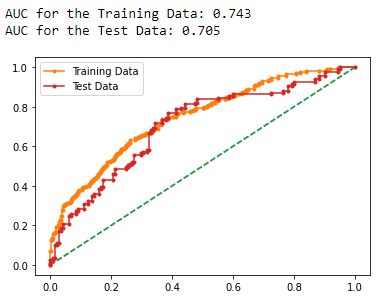 AUC for the Training Data: 0.743
AUC for the Test Data: 0.705
Training Data
Test Data
1.0
0.8
0.6
0.4
0.2
0.0
0.0 0.2 0.4 0.6 0.8 1.0